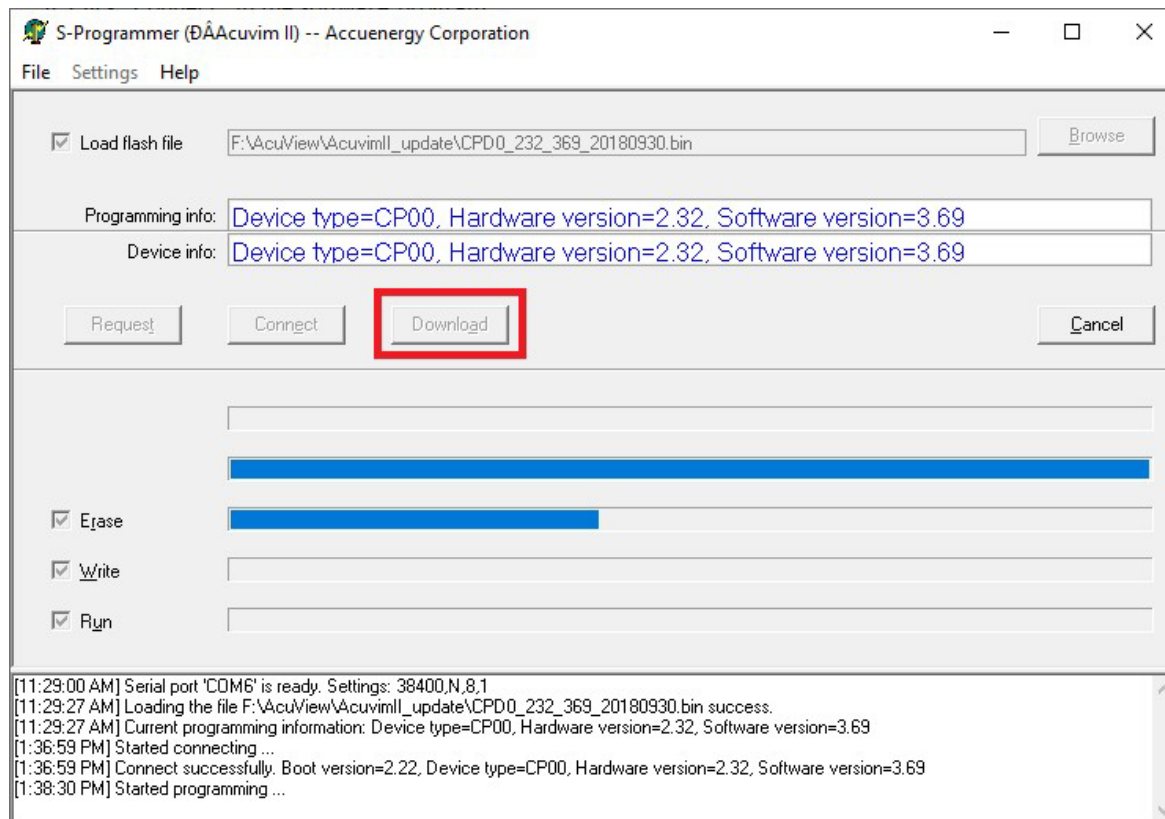 S-Programmer (ÐÂAcuvim II) -- Accuenergy Corporation
File Settings Help
Load flash file F:\AcuView\AcuvimII_update\CPD0_232_369_20180930.bin Browse
Programming info: Device type=CP00, Hardware version=2.32, Software version=3.69
Device info: Device type=CP00, Hardware version=2.32, Software version=3.69
Request Connect Download Cancel
Erase
Write
Run
[11:29:00 AM] Serial port 'COM6' is ready. Settings: 38400,N,8,1
[11:29:27 AM] Loading the file F:\AcuView\AcuvimII_update\CPD0_232_369_20180930.bin success.
[11:29:27 AM] Current programming information: Device type=CP00, Hardware version=2.32, Software version=3.69
[1:36:59 PM] Started connecting ...
[1:36:59 PM] Connect successfully. Boot version=2.22, Device type=CP00, Hardware version=2.32, Software version=3.69
[1:38:30 PM] Started programming ...